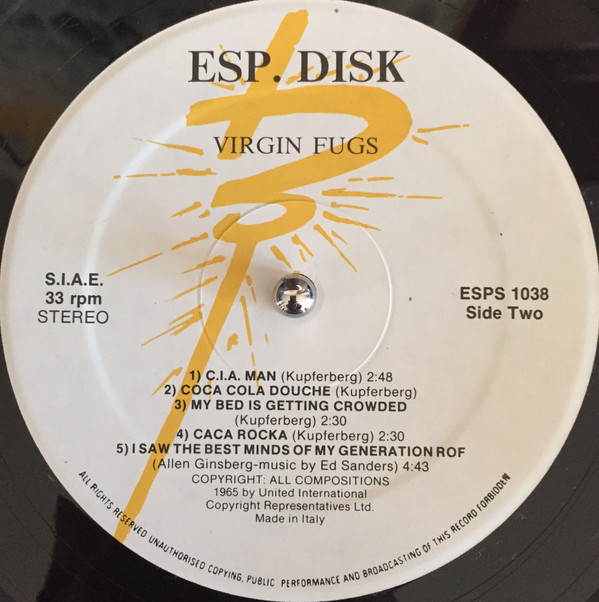 ESP. DISK
VIRGIN FUGS
S.I.A.E.
33 rpm
STEREO
ESPS 1038
Side Two
1) C.I.A. MAN (Kupferberg) 2:48
2) COCA COLA DOUCHE (Kupferberg)
3) MY BED IS GETTING CROWDED
(Kupferberg) 2:30
4) CACA ROCKA (Kupferberg) 2:30
5) I SAW THE BEST MINDS OF MY GENERATION ROF
(Allen Ginsberg-music by Ed Sanders) 4:43
COPYRIGHT: ALL COMPOSITIONS
1965 by United International
Copyright Representatives Ltd.
Made in Italy
ALL RIGHTS RESERVED UNAUTHORISED COPYING, PUBLIC PERFORMANCE AND BROADCASTING OF THIS RECORD FORBIDDEN